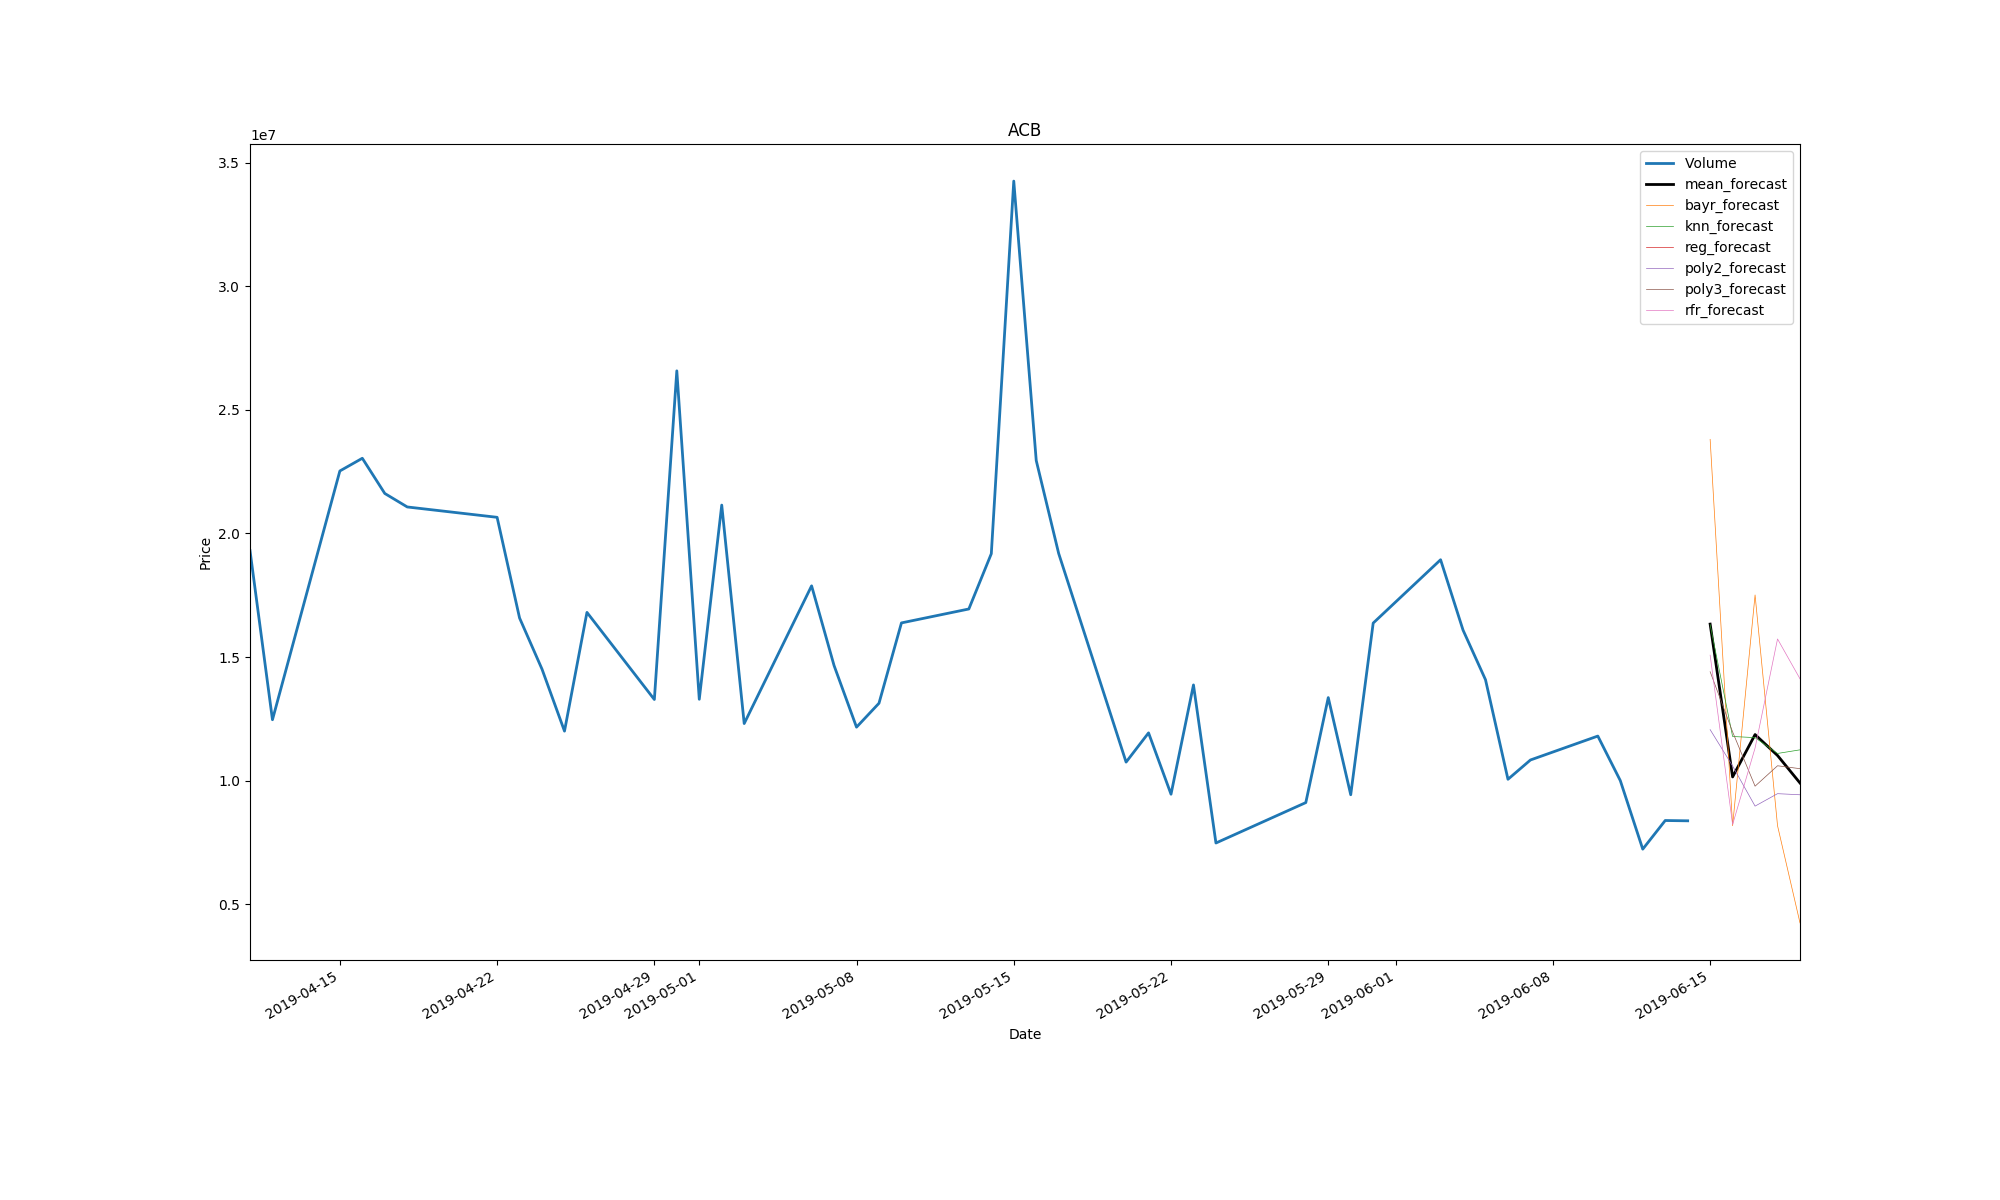 ACB
1e7
3.5
3.0
2.5
2.0
1.5
1.0
0.5
Price
Volume
mean_forecast
bayr_forecast
knn_forecast
reg_forecast
poly2_forecast
poly3_forecast
rfr_forecast
2019-04-15
2019-04-22
2019-04-29
2019-05-01
2019-05-08
2019-05-15
2019-05-22
2019-05-29
2019-06-01
2019-06-08
2019-06-15
Date